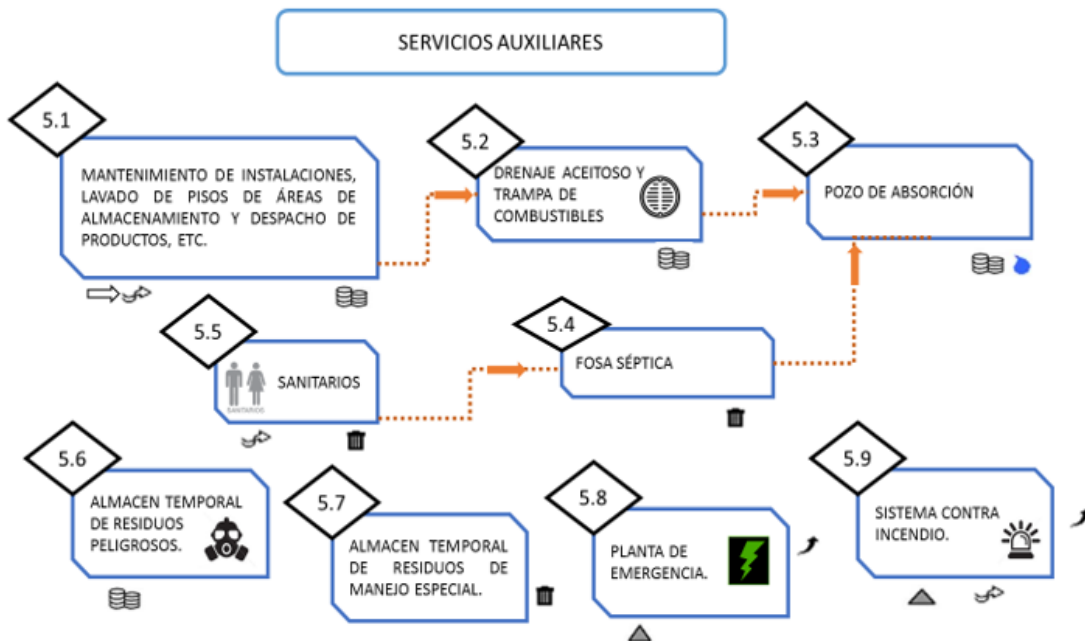 SERVICIOS AUXILIARES
5.1
MANTENIMIENTO DE INSTALACIONES,
LAVADO DE PISOS DE ÁREAS DE
ALMACENAMIENTO Y DESPACHO DE
PRODUCTOS, ETC.
5.2
DRENAJE ACEITOSO Y
TRAMPA DE
COMBUSTIBLES
5.3
POZO DE ABSORCIÓN
5.5
SANITARIOS
SANITARIOS
5.4
FOSA SÉPTICA
5.6
ALMACEN TEMPORAL
DE RESIDUOS
PELIGROSOS.
5.7
ALMACEN TEMPORAL
DE RESIDUOS DE
MANEJO ESPECIAL.
5.8
PLANTA DE
EMERGENCIA.
5.9
SISTEMA CONTRA
INCENDIO.